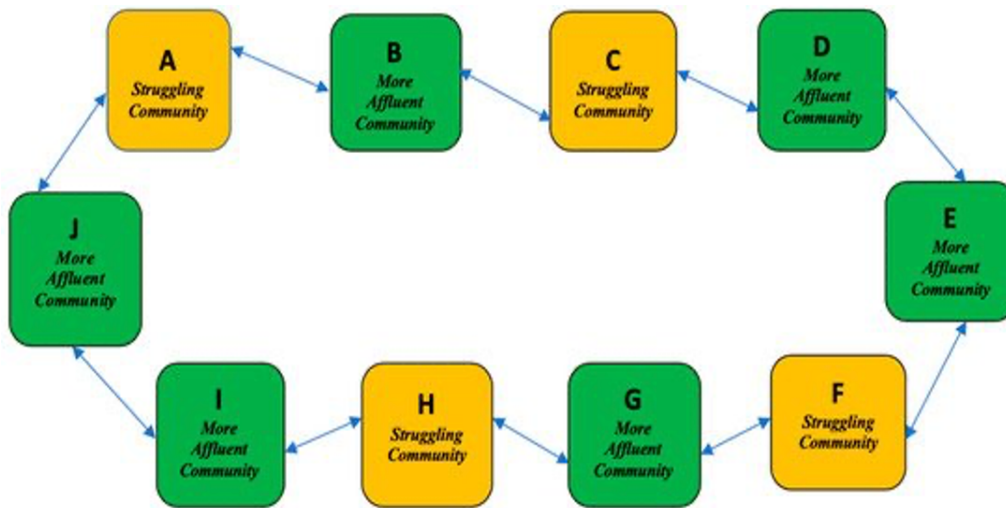 A
Struggling
Community
B
More
Affluent
Community
C
Struggling
Community
D
More
Affluent
Community
E
More
Affluent
Community
F
Struggling
Community
G
More
Affluent
Community
H
Struggling
Community
I
More
Affluent
Community
J
More
Affluent
Community